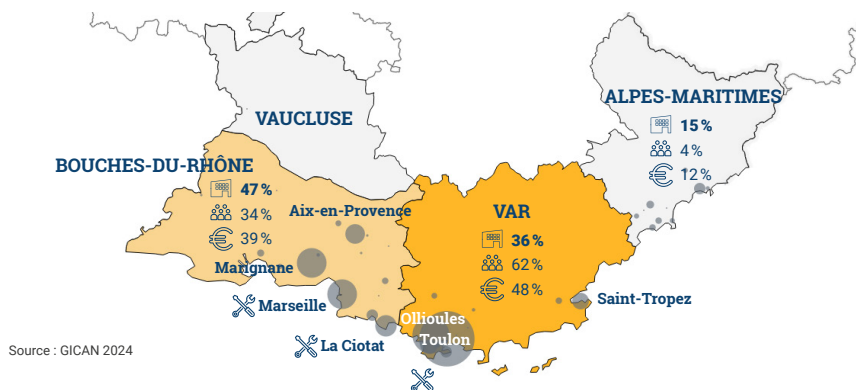 VAUCLUSE
ALPES-MARITIMES
15 %
4 %
12 %
BOUCHES-DU-RHÔNE
47 %
34 %
39 %
Aix-en-Provence
VAR
36 %
62 %
48 %
Marignane
Marseille
Saint-Tropez
Ollioules
Toulon
La Ciotat
Source : GICAN 2024